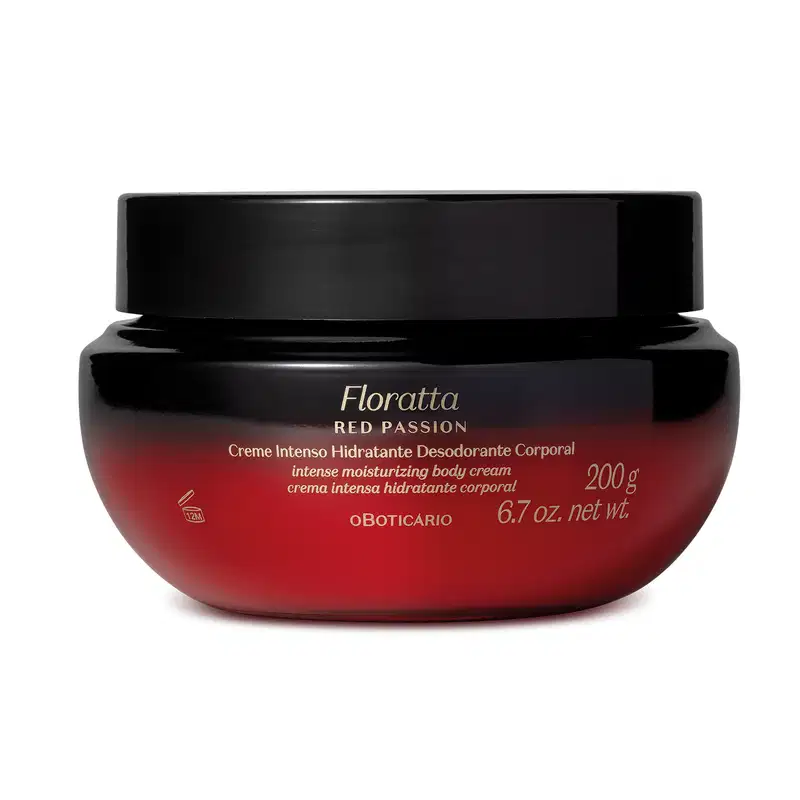 Floratta
RED PASSION
Creme Intenso Hidratante Desodorante Corporal
intense moisturizing body cream
crema intensa hidratante corporal
200 g
6.7 oz. net wt.
12M
oBOTICÁRIO